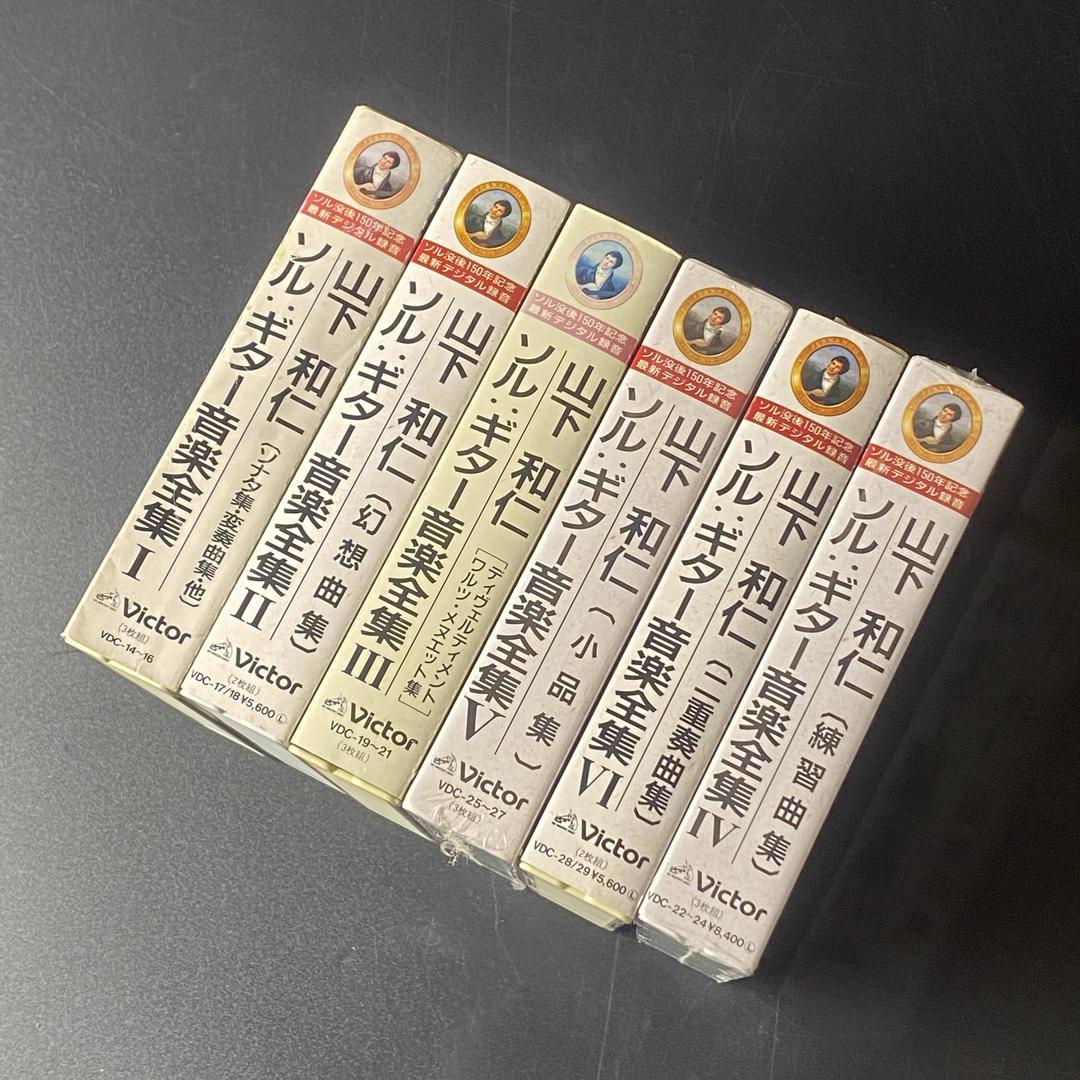 ソル没後150年記念
最新デジタル録音
山下 和仁
ソル:ギター音楽全集 I
(ソナタ集・変奏曲集・他)
Victor
(3枚組)
VDC-14~16
ソル没後150年記念
最新デジタル録音
山下 和仁
(幻想曲集)
ソル:ギター音楽全集 II
Victor
(2枚組)
VDC-17/18 ¥5,600 Ⓛ
ソル没後150年記念
最新デジタル録音
山下 和仁
[ディヴェルティメント
ワルツ・メヌエット集]
ソル:ギター音楽全集 III
Victor
VDC-19~21
(3枚組)
ソル没後150年記念
最新デジタル録音
山下 和仁
(小品集)
ソル:ギター音楽全集 V
Victor
VDC-25~27
(3枚組)
ソル没後150年記念
最新デジタル録音
山下 和仁
(二重奏曲集)
ソル:ギター音楽全集 VI
Victor
(2枚組)
VDC-28/29 ¥5,600 Ⓛ
ソル没後150年記念
最新デジタル録音
山下 和仁
(練習曲集)
ソル:ギター音楽全集 IV
Victor
(3枚組)
VDC-22~24 ¥8,400 Ⓛ